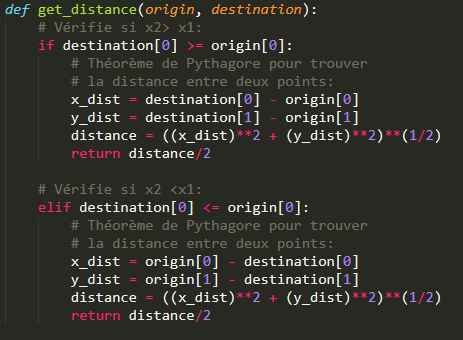 def get_distance(origin, destination):
    # Vérifie si x2> x1:
    if destination[0] >= origin[0]:
        # Théorème de Pythagore pour trouver
        # la distance entre deux points:
        x_dist = destination[0] - origin[0]
        y_dist = destination[1] - origin[1]
        distance = ((x_dist)**2 + (y_dist)**2)**(1/2)
        return distance/2
    # Vérifie si x2 <x1:
    elif destination[0] <= origin[0]:
        # Théorème de Pythagore pour trouver
        # la distance entre deux points:
        x_dist = origin[0] - destination[0]
        y_dist = origin[1] - destination[1]
        distance = ((x_dist)**2 + (y_dist)**2)**(1/2)
        return distance/2